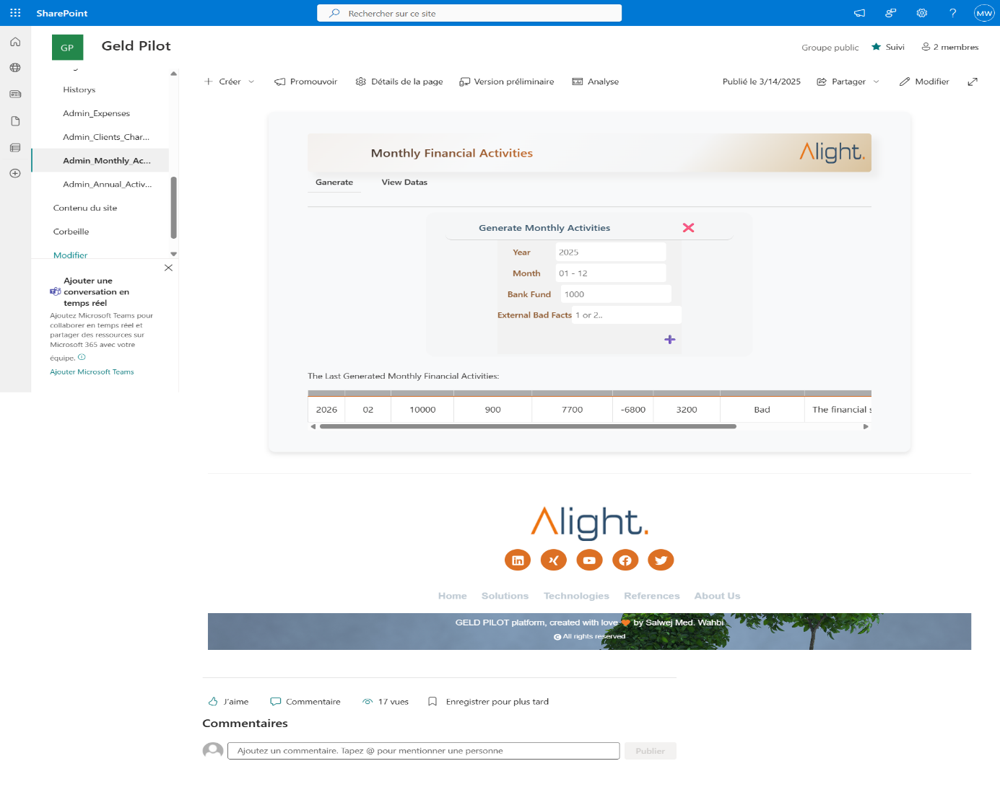 SharePoint
Rechercher sur ce site
MW
GP
Geld Pilot
Groupe public
Suivi
2 membres
Historys
Admin_Expenses
Admin_Clients_Char...
Admin_Monthly_Ac...
Admin_Annual_Activ...
Contenu du site
Corbeille
Modifier
Ajouter une
conversation en
temps réel
Ajoutez Microsoft Teams pour
collaborer en temps réel et
partager des ressources sur
Microsoft 365 avec votre
équipe.
Ajouter Microsoft Teams
Créer
Promouvoir
Détails de la page
Version préliminaire
Analyse
Publié le 3/14/2025
Partager
Modifier
Monthly Financial Activities
Alight.
Ganerate
View Datas
Generate Monthly Activities
Year
2025
Month
01 - 12
Bank Fund
1000
External Bad Facts
1 or 2..
The Last Generated Monthly Financial Activities:
2026 02 10000 900 7700 -6800 3200 Bad The financial s
Alight.
Home Solutions Technologies References About Us
GELD PILOT platform, created with love by Salwej Med. Wahbi
All rights reserved
J'aime
Commentaire
17 vues
Enregistrer pour plus tard
Commentaires
Ajoutez un commentaire. Tapez @ pour mentionner une personne
Publier